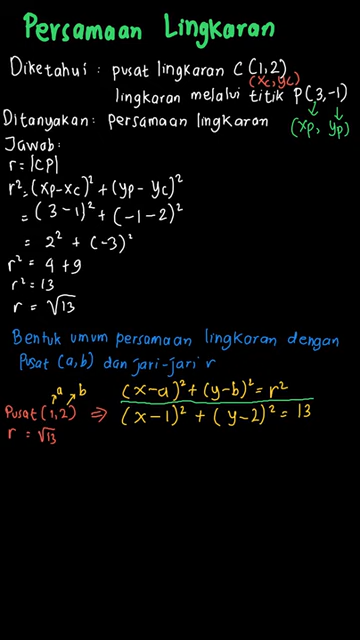 Persamaan Lingkaran
Diketahui : pusat lingkaran C(1,2)
(xc, yc)
lingkaran melalui titik P(3,-1)
Ditanyakan: persamaan lingkaran
(xp, yp)
Jawab:
r = |CP|
r² = (xp-xc)² + (yp-yc)²
= (3-1)² + (-1-2)²
= 2² + (-3)²
r² = 4 + 9
r² = 13
r = √13
Bentuk umum persamaan lingkaran dengan
Pusat (a,b) dan jari-jari r
(x-a)² + (y-b)² = r²
a b
Pusat (1,2) ⇒ (x-1)² + (y-2)² = 13
r = √13